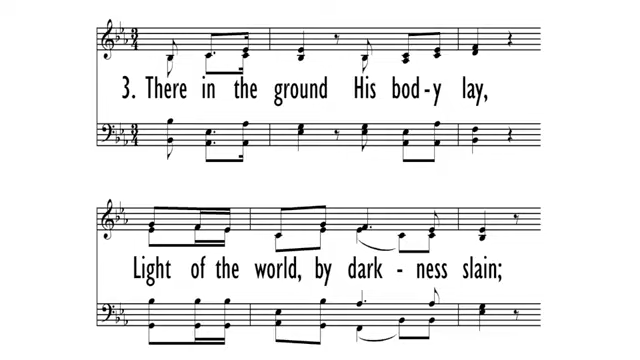 3. There in the ground His bod-y lay,
Light of the world, by dark - ness slain;